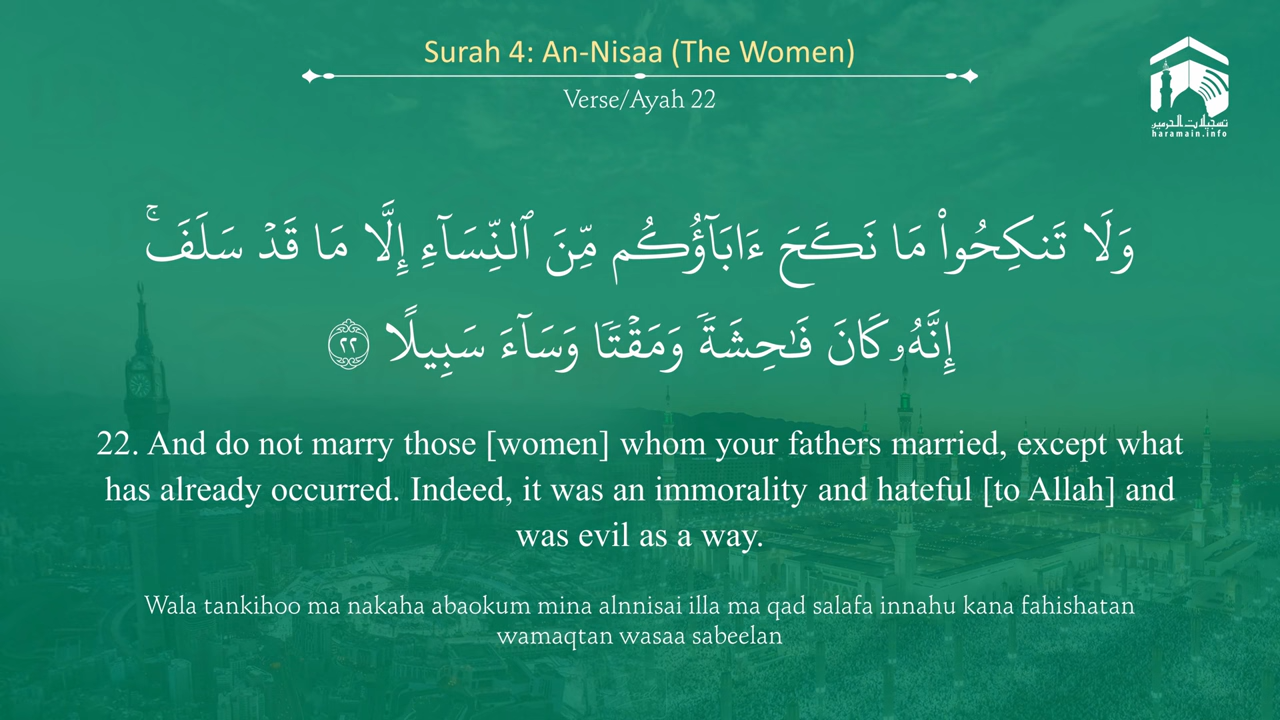 Surah 4: An-Nisaa (The Women)
Verse/Ayah 22
تسجيلات الحرمين
haramain.info
وَلَا تَنكِحُوا۟ مَا نَكَحَ ءَابَآؤُكُم مِّنَ ٱلنِّسَآءِ إِلَّا مَا قَدْ سَلَفَ ۚ
إِنَّهُۥ كَانَ فَـٰحِشَةً وَمَقْتًا وَسَآءَ سَبِيلًا ٢٢
22. And do not marry those [women] whom your fathers married, except what
has already occurred. Indeed, it was an immorality and hateful [to Allah] and
was evil as a way.
Wala tankihoo ma nakaha abaokum mina alnnisai illa ma qad salafa innahu kana fahishatan
wamaqtan wasaa sabeelan